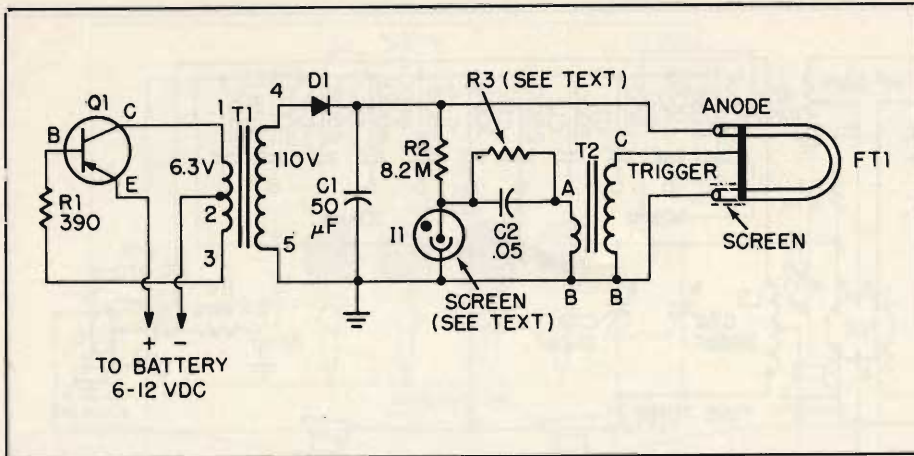 Q1
C
B
E
R1
390
1
T1
4
6.3V
110V
2
3
5
D1
C1
50
µF
R2
8.2 M
I1
SCREEN
(SEE TEXT)
R3 (SEE TEXT)
C2
.05
A
T2
C
B
B
TRIGGER
ANODE
FT1
SCREEN
+ -
TO BATTERY
6-12 VDC